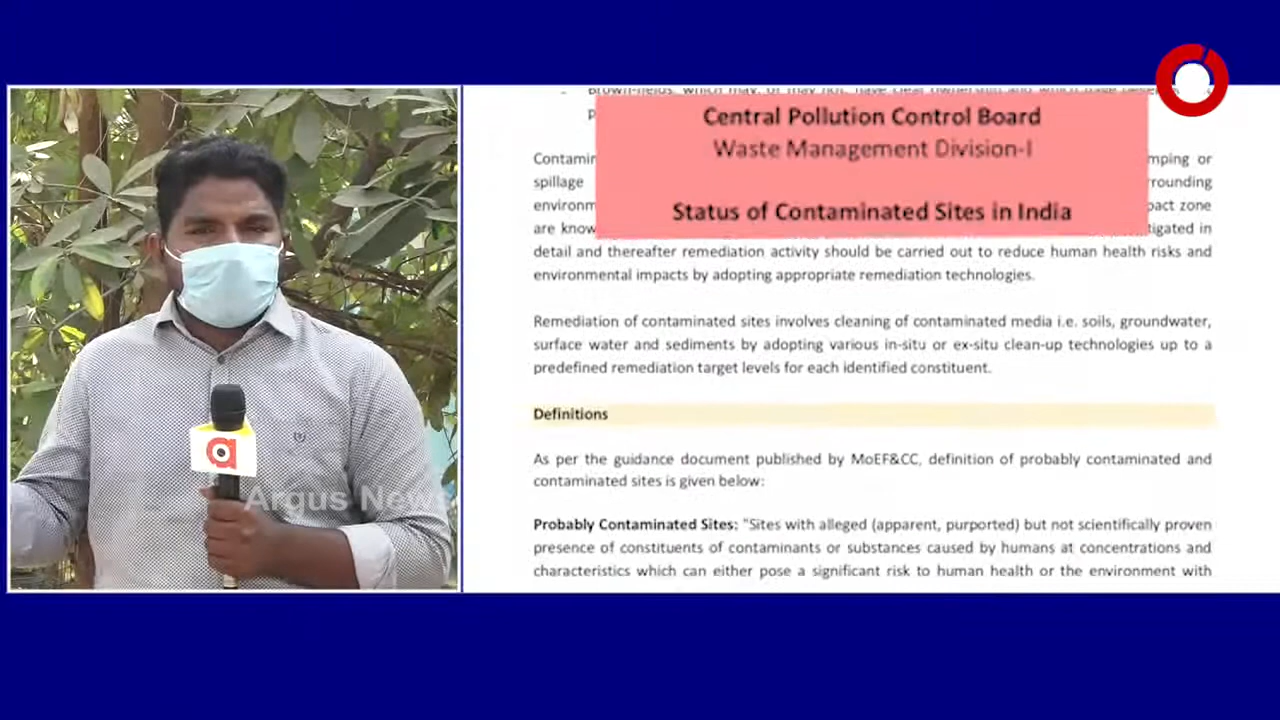 Central Pollution Control Board
Waste Management Division-I
Status of Contaminated Sites in India
Contamin mping or
spillage rrounding
environm pact zone
are know tigated in
detail and thereafter remediation activity should be carried out to reduce human health risks and
environmental impacts by adopting appropriate remediation technologies.
Remediation of contaminated sites involves cleaning of contaminated media i.e. soils, groundwater,
surface water and sediments by adopting various in-situ or ex-situ clean-up technologies up to a
predefined remediation target levels for each identified constituent.
Definitions
As per the guidance document published by MoEF&CC, definition of probably contaminated and
contaminated sites is given below:
Probably Contaminated Sites: "Sites with alleged (apparent, purported) but not scientifically proven
presence of constituents of contaminants or substances caused by humans at concentrations and
characteristics which can either pose a significant risk to human health or the environment with
a
Argus News